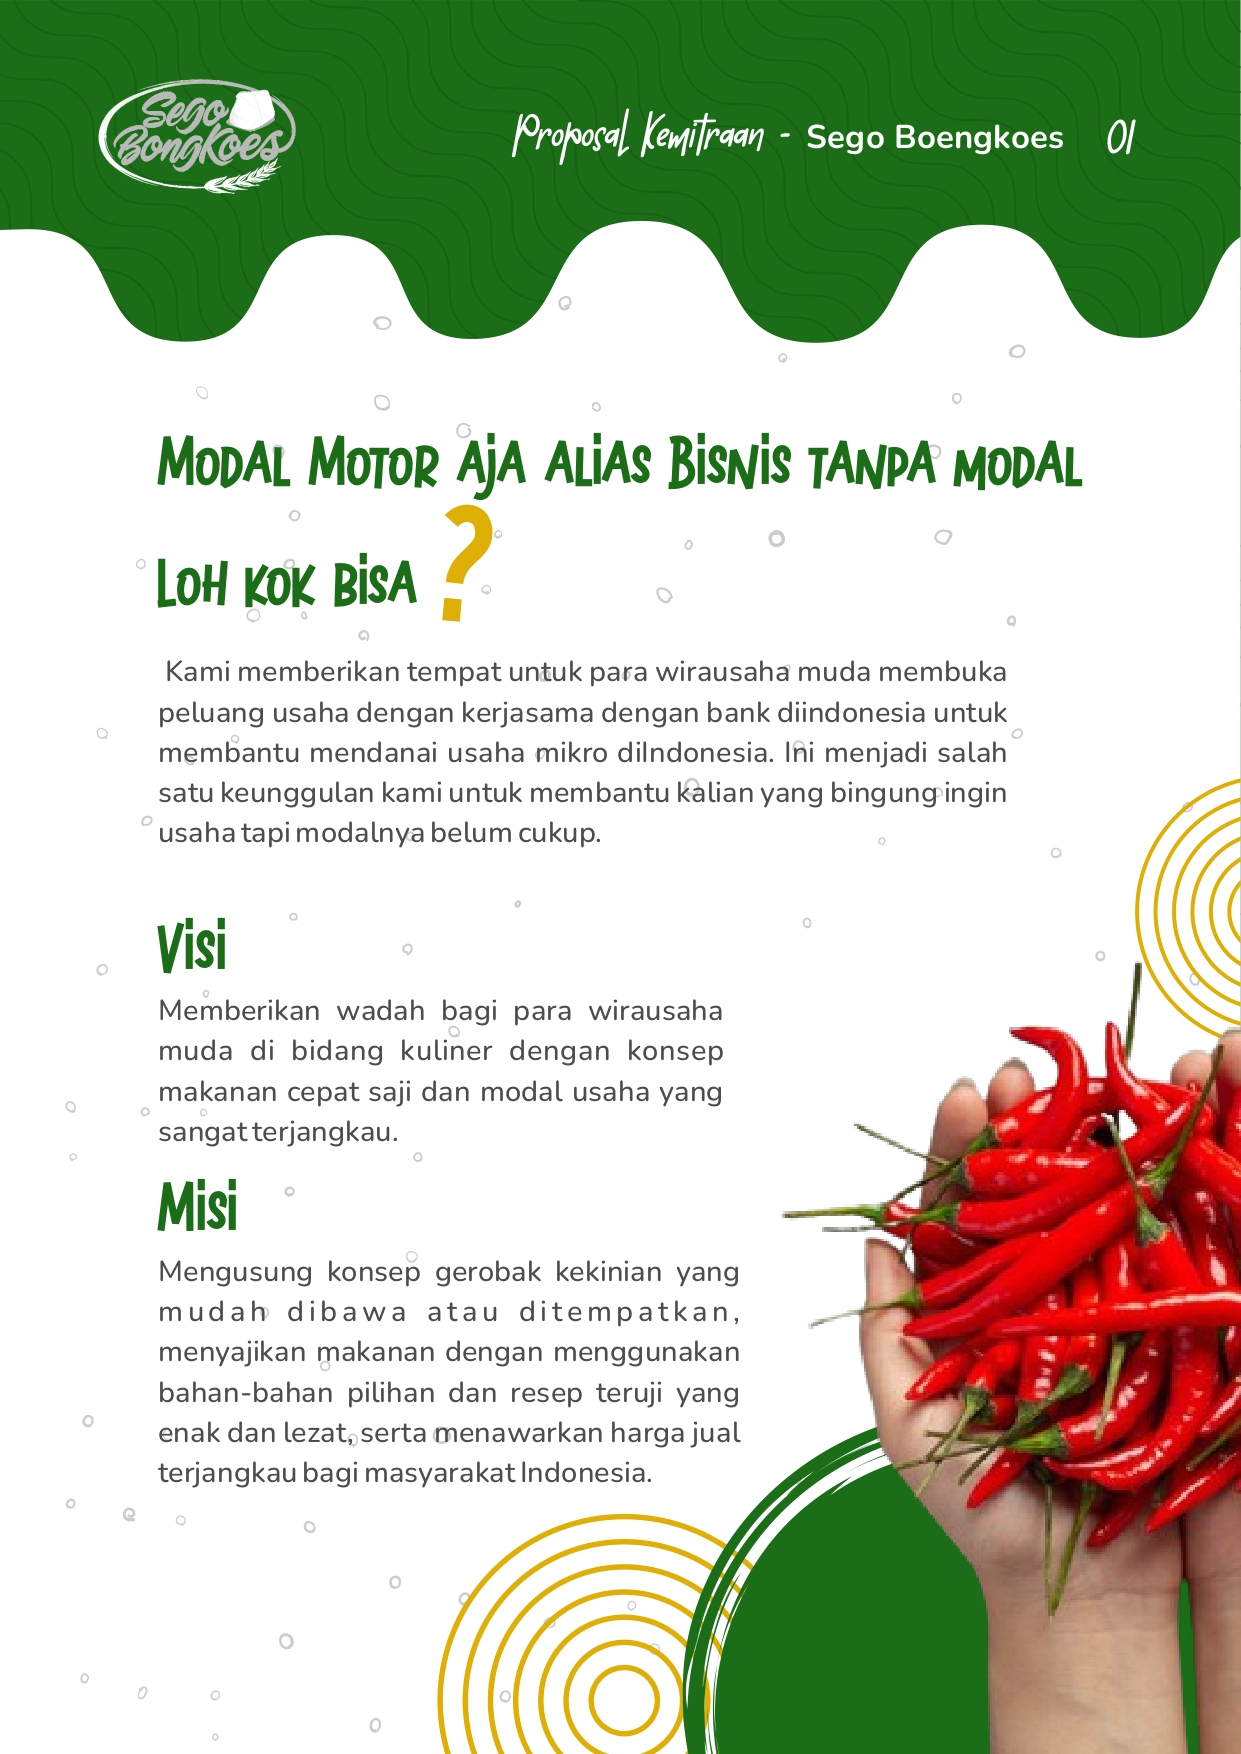 Sego
BongKoes
Proposal Kemitraan - Sego Boengkoes 01
Modal Motor Aja alias Bisnis tanpa modal
Loh kok bisa ?
Kami memberikan tempat untuk para wirausaha muda membuka
peluang usaha dengan kerjasama dengan bank diindonesia untuk
membantu mendanai usaha mikro diIndonesia. Ini menjadi salah
satu keunggulan kami untuk membantu kalian yang bingung ingin
usaha tapi modalnya belum cukup.
Visi
Memberikan wadah bagi para wirausaha
muda di bidang kuliner dengan konsep
makanan cepat saji dan modal usaha yang
sangat terjangkau.
Misi
Mengusung konsep gerobak kekinian yang
mudah dibawa atau ditempatkan,
menyajikan makanan dengan menggunakan
bahan-bahan pilihan dan resep teruji yang
enak dan lezat, serta menawarkan harga jual
terjangkau bagi masyarakat Indonesia.